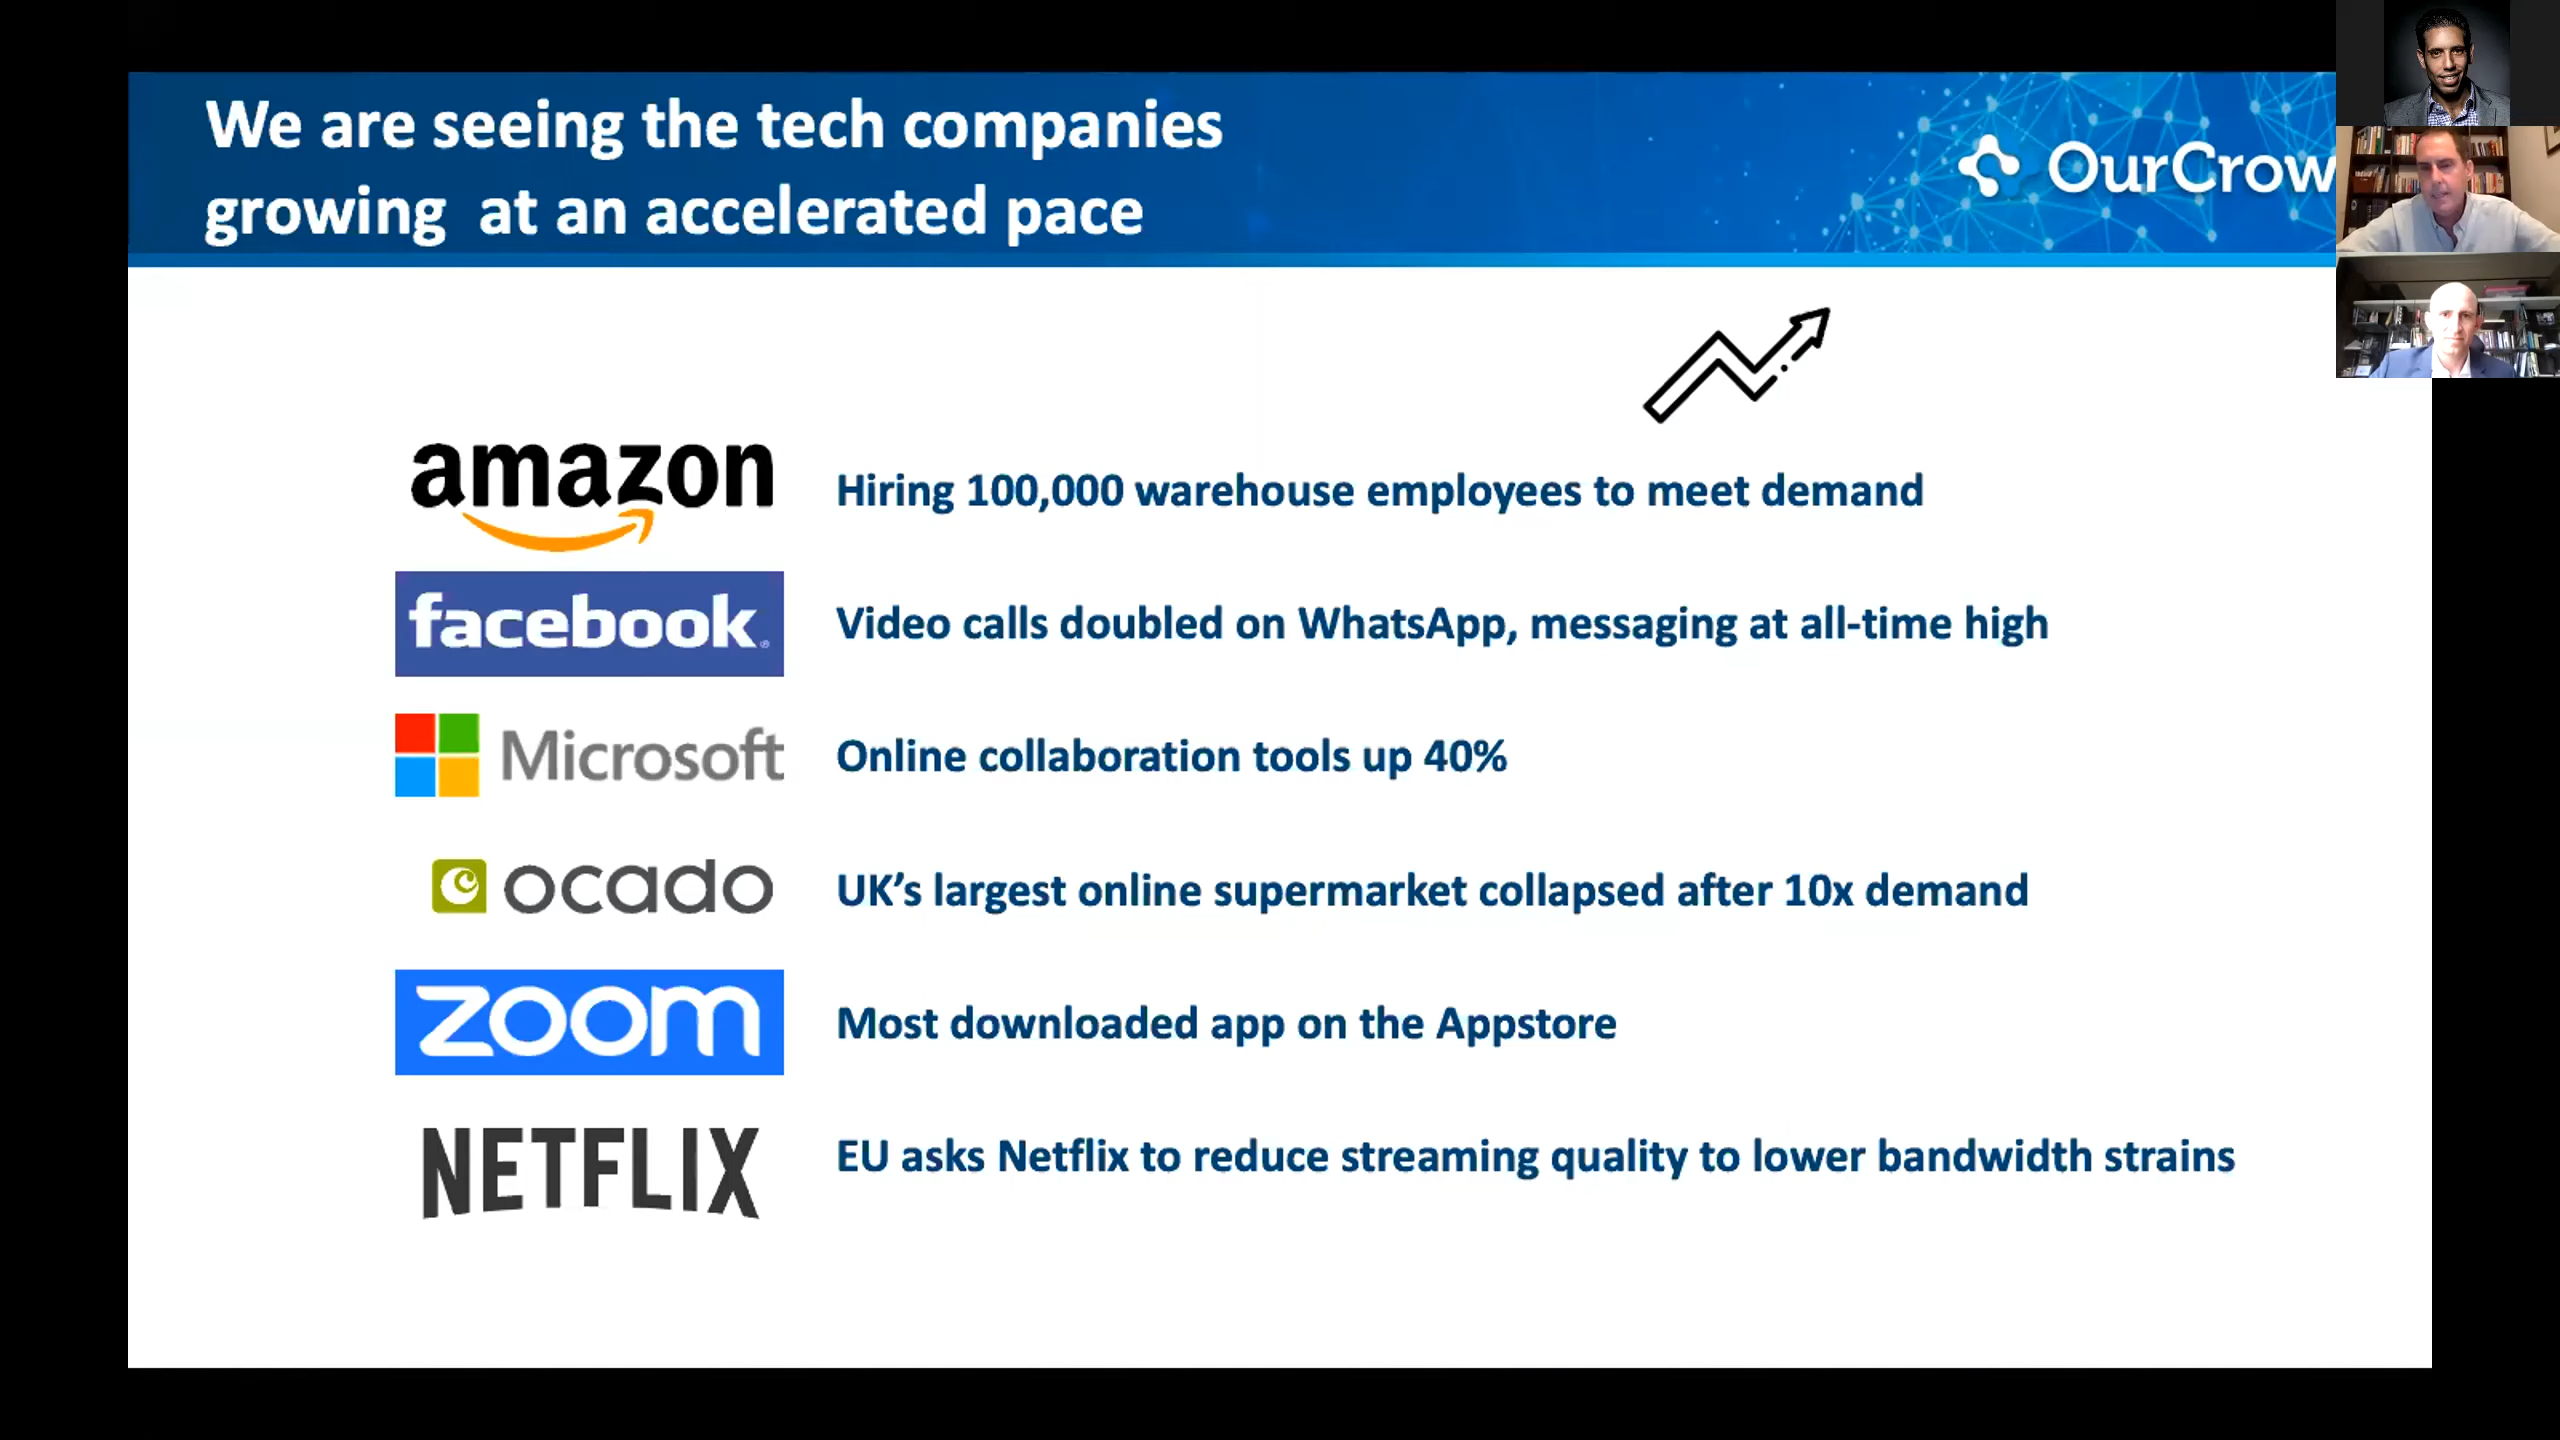 We are seeing the tech companies
growing at an accelerated pace
OurCrow
amazon
Hiring 100,000 warehouse employees to meet demand
facebook
Video calls doubled on WhatsApp, messaging at all-time high
Microsoft
Online collaboration tools up 40%
ocado
UK’s largest online supermarket collapsed after 10x demand
zoom
Most downloaded app on the Appstore
NETFLIX
EU asks Netflix to reduce streaming quality to lower bandwidth strains